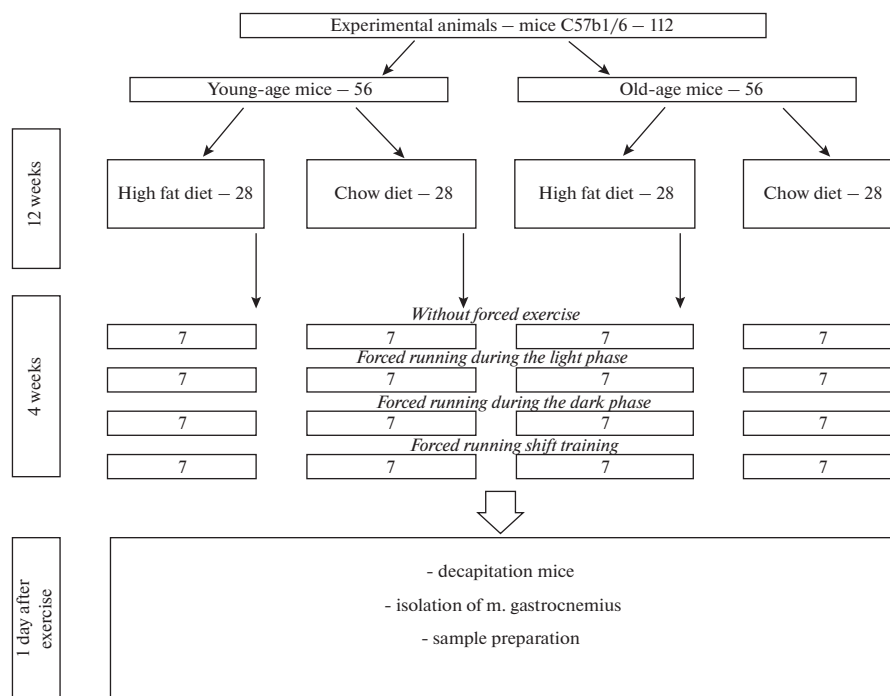 Experimental animals – mice C57b1/6 – 112
Young-age mice – 56
Old-age mice – 56
12 weeks
High fat diet – 28
Chow diet – 28
High fat diet – 28
Chow diet – 28
4 weeks
Without forced exercise
7
7
7
7
Forced running during the light phase
7
7
7
7
Forced running during the dark phase
7
7
7
7
Forced running shift training
7
7
7
7
1 day after
exercise
- decapitation mice
- isolation of m. gastrocnemius
- sample preparation